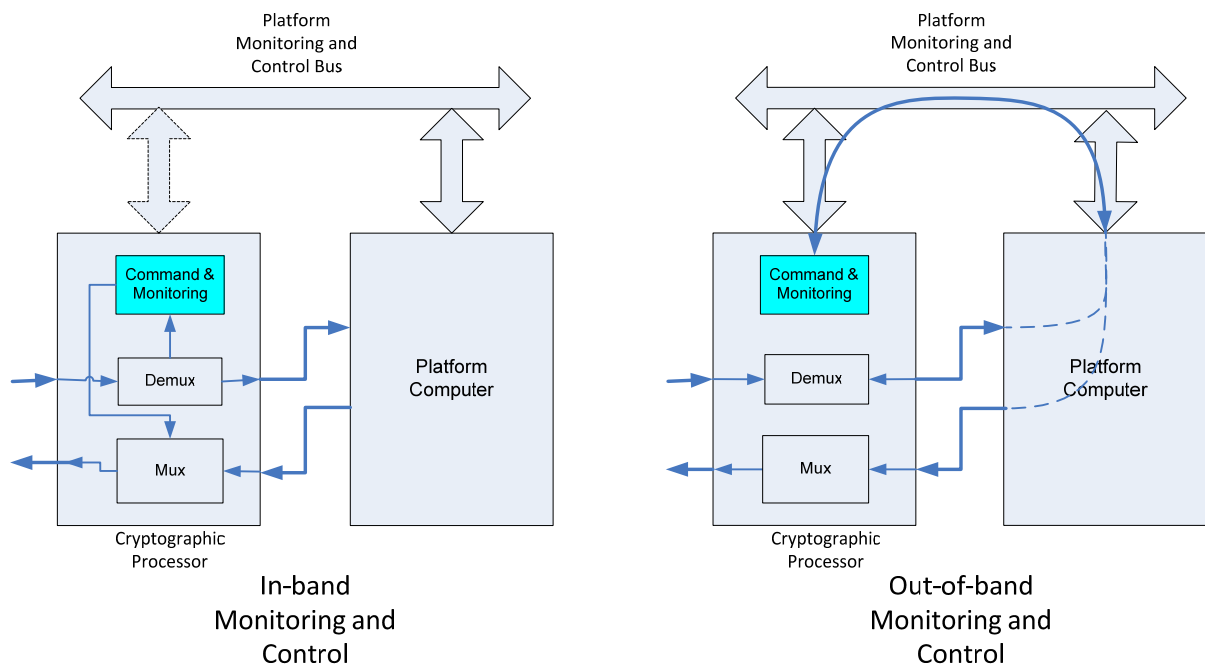 Platform
Monitoring and
Control Bus
Command &
Monitoring
Demux
Mux
Platform
Computer
Cryptographic
Processor
In-band
Monitoring and
Control
Platform
Monitoring and
Control Bus
Command &
Monitoring
Demux
Mux
Platform
Computer
Cryptographic
Processor
Out-of-band
Monitoring and
Control